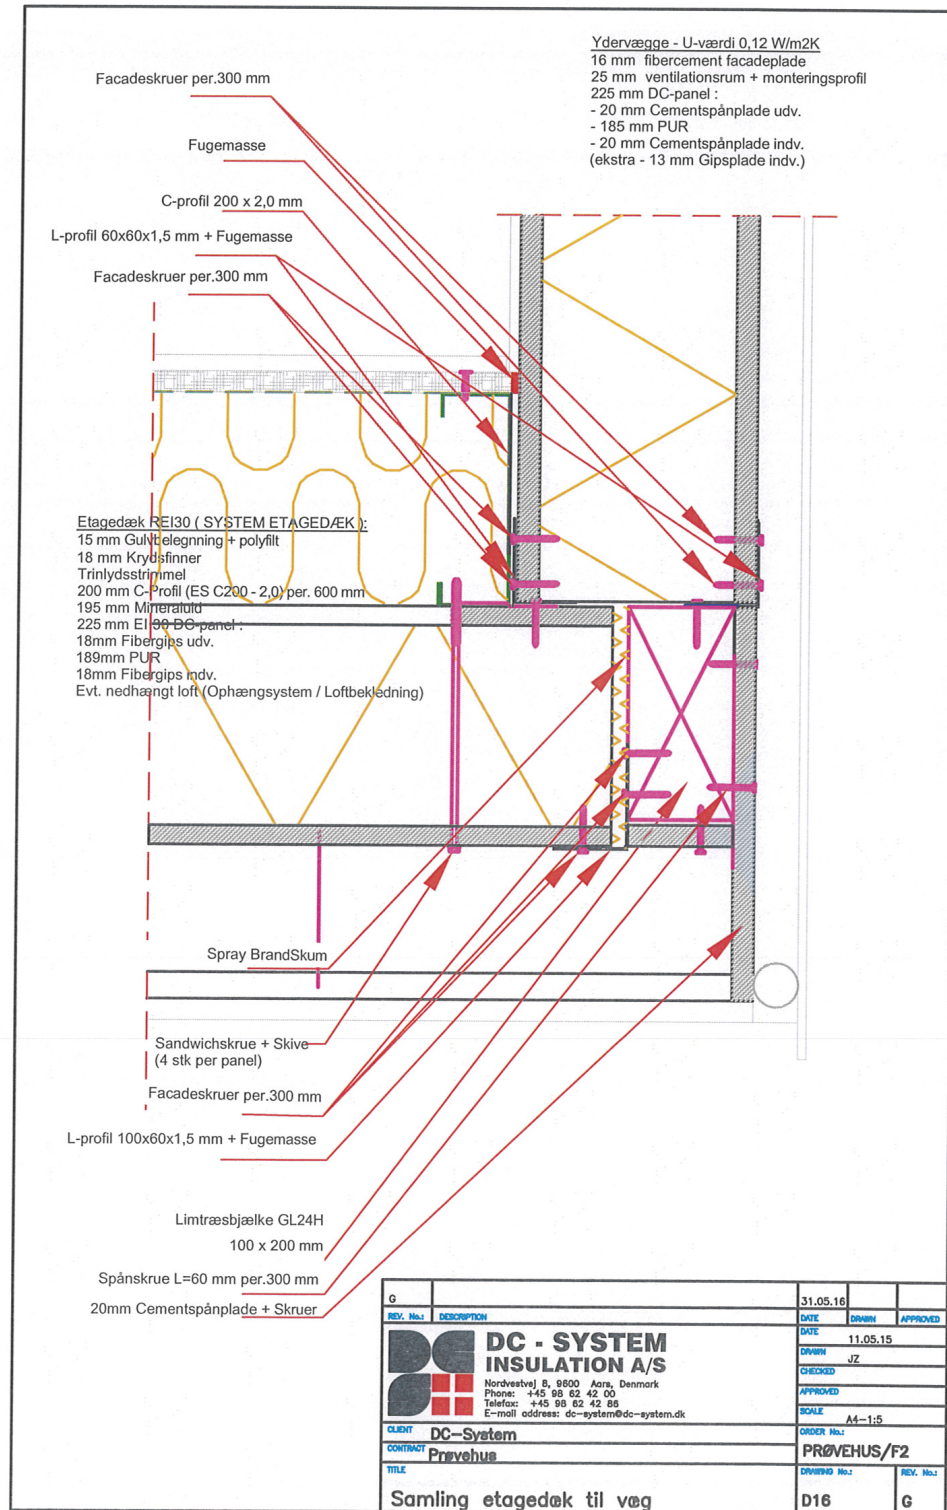 Ydervægge - U-værdi 0,12 W/m2K
16 mm  fibercement facadeplade
25 mm  ventilationsrum + monteringsprofil
225 mm DC-panel :
- 20 mm Cementspånplade udv.
- 185 mm PUR
- 20 mm Cementspånplade indv.
(ekstra - 13 mm Gipsplade indv.)
Facadeskruer per.300 mm
Fugemasse
C-profil 200 x 2,0 mm
L-profil 60x60x1,5 mm + Fugemasse
Facadeskruer per.300 mm
Etagedæk REI30 ( SYSTEM ETAGEDÆK ):
15 mm Gulvbelegnning + polyfilt
18 mm Krydsfinner
Trinlydsstrimmel
200 mm C-Profil (ES C200 - 2,0) per. 600 mm
195 mm Mineraluld
225 mm EI 30 DC-panel :
18mm Fibergips udv.
189mm PUR
18mm Fibergips indv.
Evt. nedhængt loft (Ophængsystem / Loftbekledning)
Spray BrandSkum
Sandwichskrue + Skive
(4 stk per panel)
Facadeskruer per.300 mm
L-profil 100x60x1,5 mm + Fugemasse
Limtræsbjælke GL24H
100 x 200 mm
Spånskrue L=60 mm per.300 mm
20mm Cementspånplade + Skruer
G 31.05.16
REV. No.: DESCRIPTION DATE DRAWN APPROVED
DC - SYSTEM
INSULATION A/S
Nordvestvej 8, 9600 Aars, Denmark
Phone: +45 98 62 42 00
Telefax: +45 98 62 42 86
E-mail address: dc-system@dc-system.dk
DATE 11.05.15
DRAWN JZ
CHECKED
APPROVED
SCALE A4-1:5
CLIENT DC-System
CONTRACT Prøvehus
ORDER No.:
PRØVEHUS/F2
TITLE
Samling etagedæk til væg
DRAWING No.: REV. No.:
D16 G